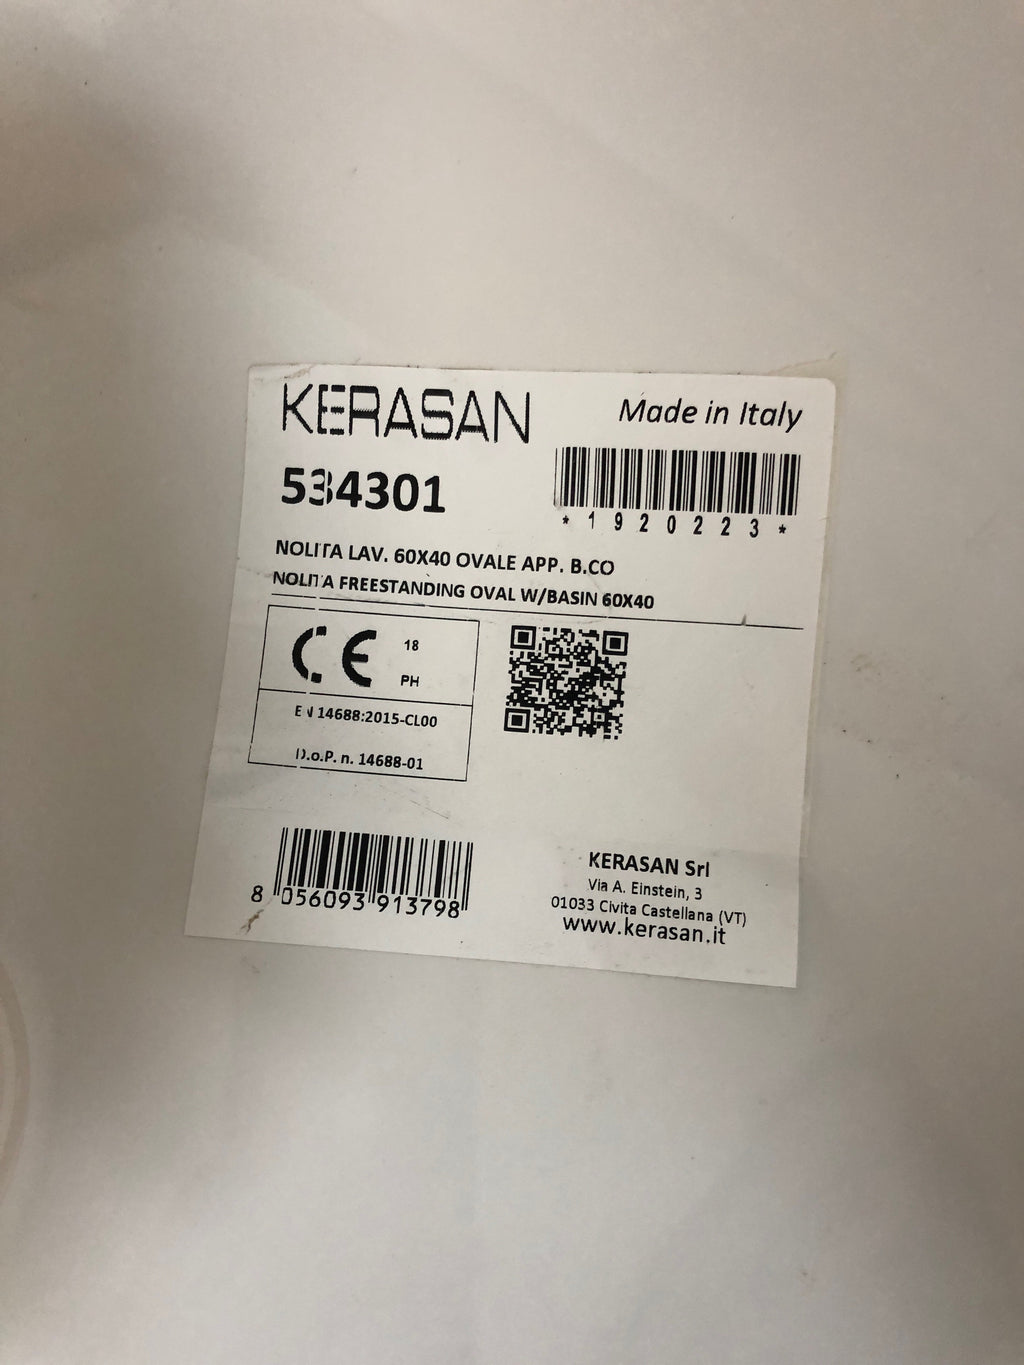 KERASAN
Made in Italy
534301
*1920223*
NOLITA LAV. 60X40 OVALE APP. B.CO
NOLITA FREESTANDING OVAL W/BASIN 60X40
CE
18
PH
EN 14688:2015-CL00
D.o.P. n. 14688-01
8 056093 913798
KERASAN Srl
Via A. Einstein, 3
01033 Civita Castellana (VT)
www.kerasan.it